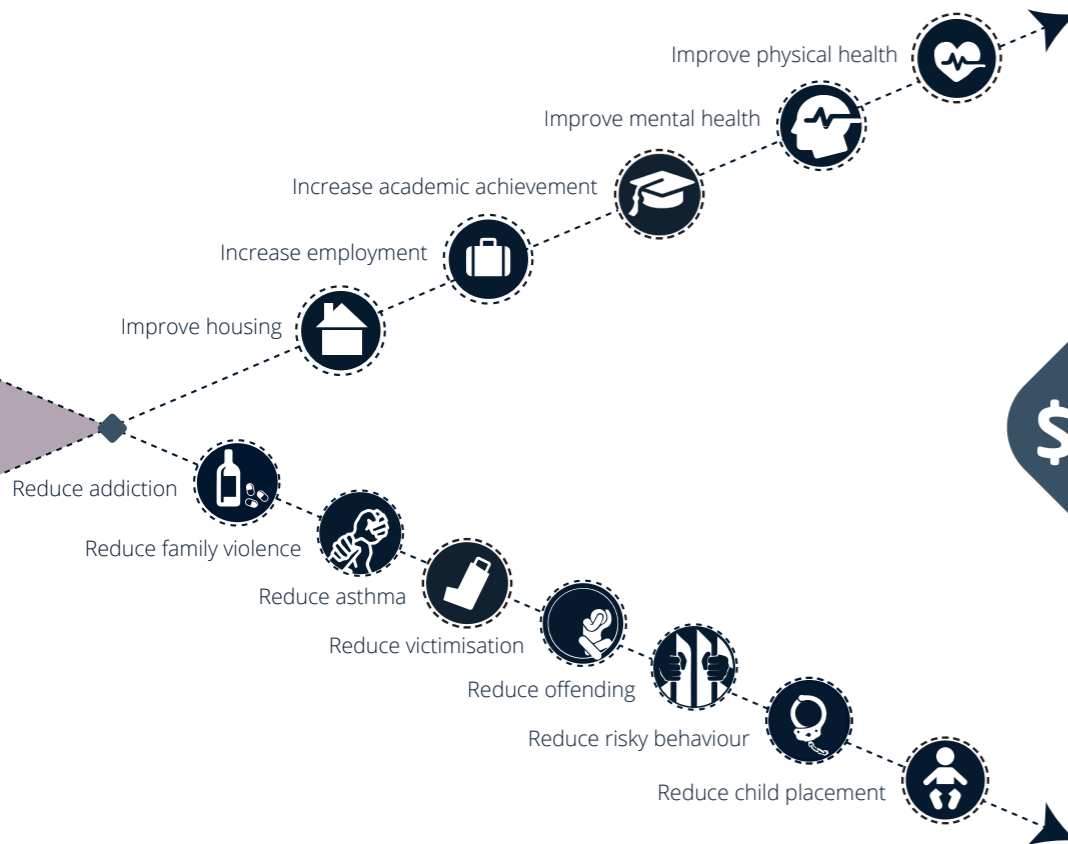 Improve physical health
Improve mental health
Increase academic achievement
Increase employment
Improve housing
$
Reduce addiction
Reduce family violence
Reduce asthma
Reduce victimisation
Reduce offending
Reduce risky behaviour
Reduce child placement